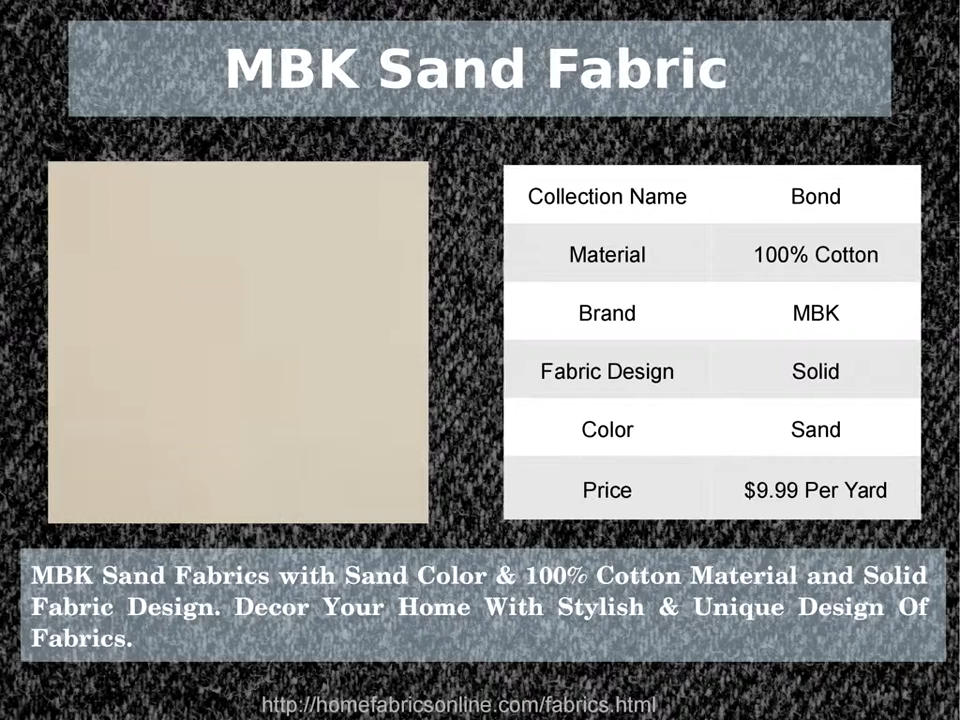 MBK Sand Fabric
Collection Name Bond
Material 100% Cotton
Brand MBK
Fabric Design Solid
Color Sand
Price $9.99 Per Yard
MBK Sand Fabrics with Sand Color & 100% Cotton Material and Solid
Fabric Design. Decor Your Home With Stylish & Unique Design Of
Fabrics.
http://homefabricsonline.com/fabrics.html